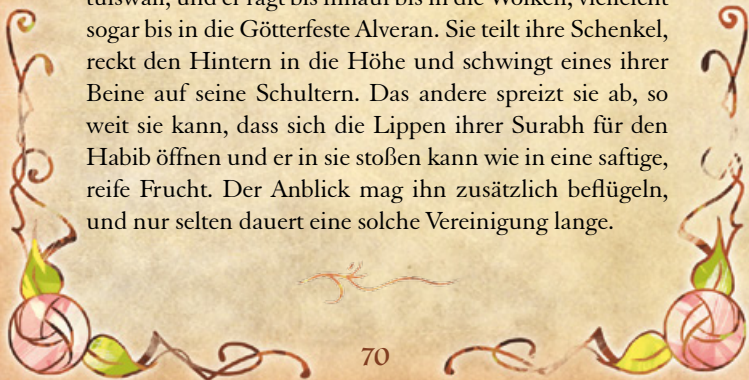 sogar bis in die Götterfeste Alveran. Sie teilt ihre Schenkel,
reckt den Hintern in die Höhe und schwingt eines ihrer
Beine auf seine Schultern. Das andere spreizt sie ab, so
weit sie kann, dass sich die Lippen ihrer Surabh für den
Habib öffnen und er in sie stoßen kann wie in eine saftige,
reife Frucht. Der Anblick mag ihn zusätzlich beflügeln,
und nur selten dauert eine solche Vereinigung lange.
70